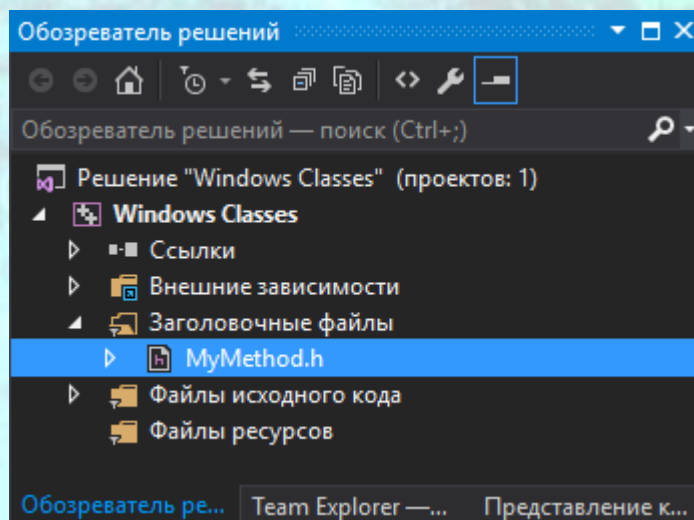 Обозреватель решений
Обозреватель решений — поиск (Ctrl+;)
Решение "Windows Classes" (проектов: 1)
Windows Classes
Ссылки
Внешние зависимости
Заголовочные файлы
MyMethod.h
Файлы исходного кода
Файлы ресурсов
Обозреватель ре... Team Explorer —... Представление к...